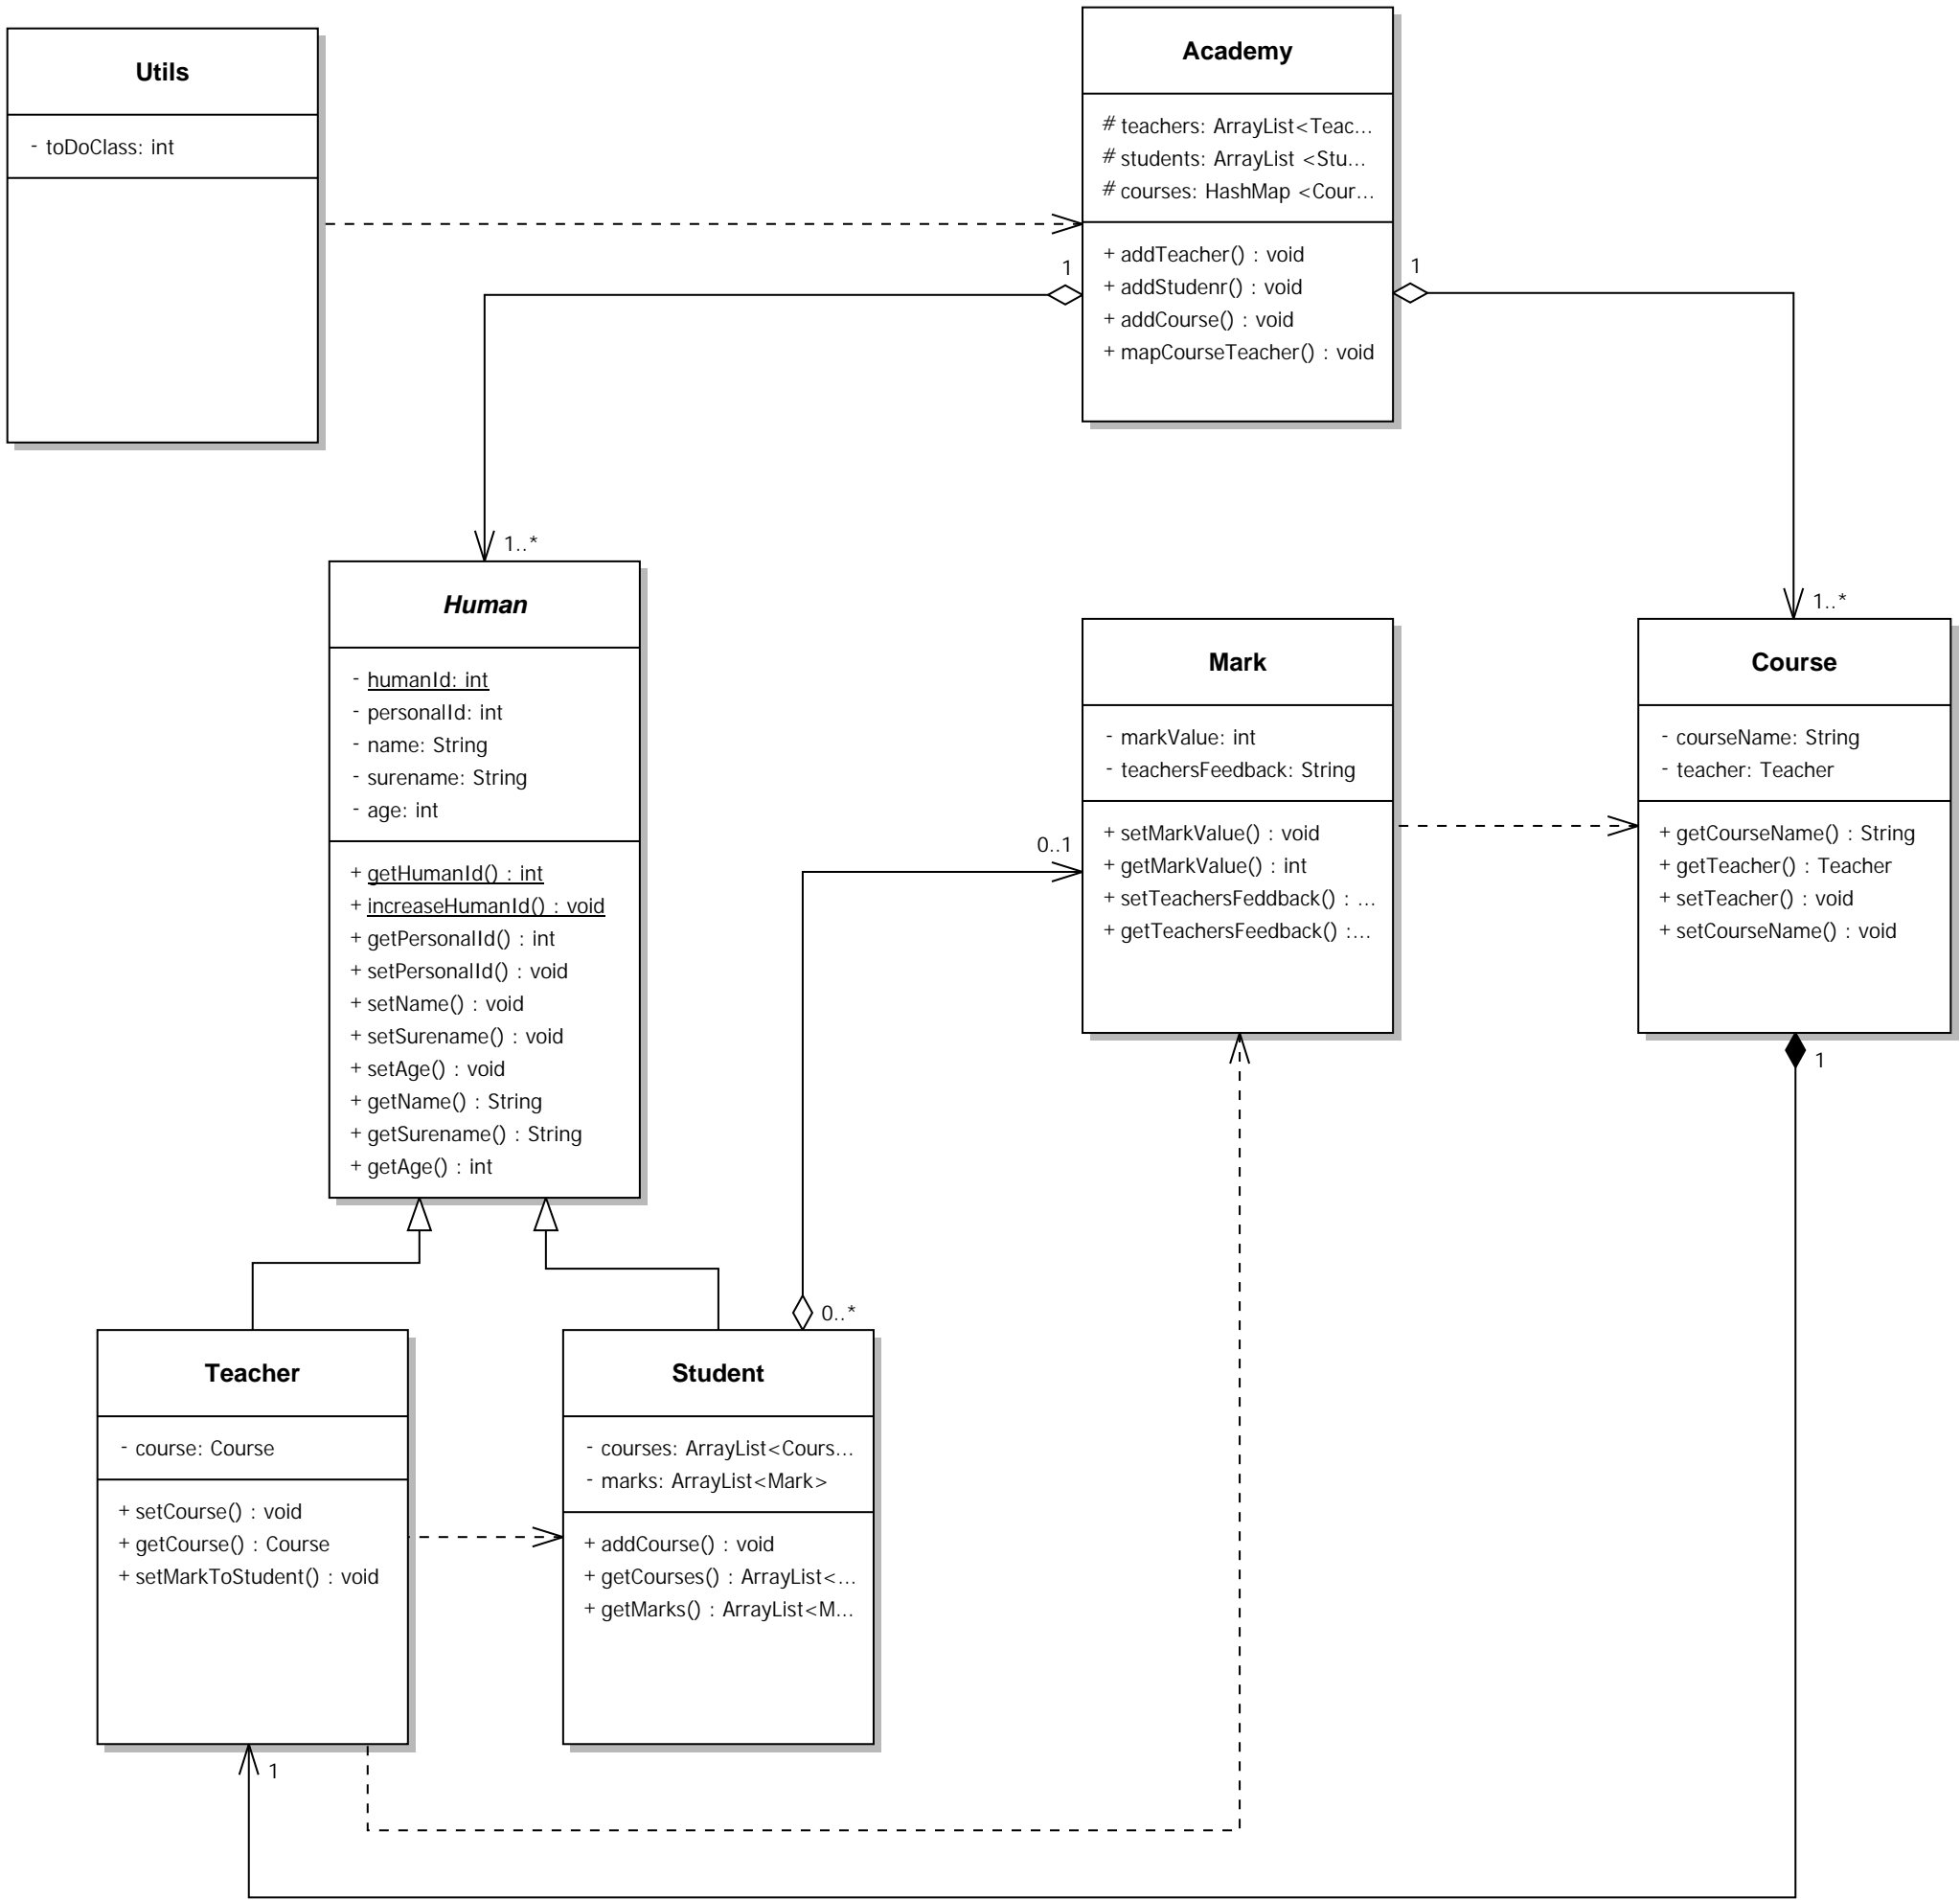 Utils
- toDoClass: int
Academy
# teachers: ArrayList<Teac...
# students: ArrayList <Stu...
# courses: HashMap <Cour...
+ addTeacher() : void
+ addStudenr() : void
+ addCourse() : void
+ mapCourseTeacher() : void
1
1
1..*
1..*
Human
- humanId: int
- personalId: int
- name: String
- surename: String
- age: int
+ getHumanId() : int
+ increaseHumanId() : void
+ getPersonalId() : int
+ setPersonalId() : void
+ setName() : void
+ setSurename() : void
+ setAge() : void
+ getName() : String
+ getSurename() : String
+ getAge() : int
Mark
- markValue: int
- teachersFeedback: String
+ setMarkValue() : void
+ getMarkValue() : int
+ setTeachersFeddback() : ...
+ getTeachersFeedback() :...
0..1
Course
- courseName: String
- teacher: Teacher
+ getCourseName() : String
+ getTeacher() : Teacher
+ setTeacher() : void
+ setCourseName() : void
1
0..*
Teacher
- course: Course
+ setCourse() : void
+ getCourse() : Course
+ setMarkToStudent() : void
Student
- courses: ArrayList<Cours...
- marks: ArrayList<Mark>
+ addCourse() : void
+ getCourses() : ArrayList<...
+ getMarks() : ArrayList<M...
1